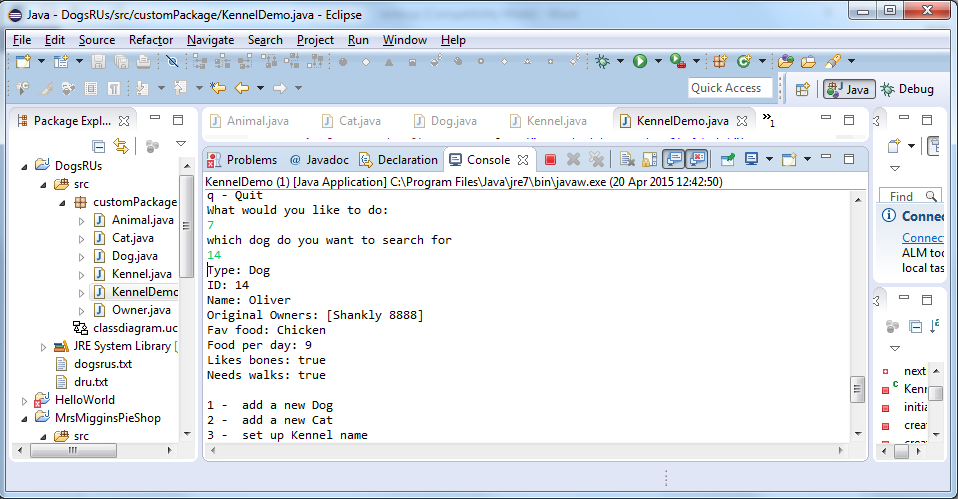 Java - DogsRUs/src/customPackage/KennelDemo.java - Eclipse
File Edit Source Refactor Navigate Search Project Run Window Help
Quick Access
Java
Debug
Package Expl...
DogsRUs
src
customPackage
Animal.java
Cat.java
Dog.java
Kennel.java
KennelDemo
Owner.java
classdiagram.uc
JRE System Library [
dogsrus.txt
dru.txt
HelloWorld
MrsMigginsPieShop
src
Animal.java
Cat.java
Dog.java
Kennel.java
KennelDemo.java
»1
Problems
@ Javadoc
Declaration
Console
KennelDemo (1) [Java Application] C:\Program Files\Java\jre7\bin\javaw.exe (20 Apr 2015 12:42:50)
q - Quit
What would you like to do:
7
which dog do you want to search for
14
Type: Dog
ID: 14
Name: Oliver
Original Owners: [Shankly 8888]
Fav food: Chicken
Food per day: 9
Likes bones: true
Needs walks: true
1 -  add a new Dog
2 -  add a new Cat
3 -  set up Kennel name
Find
Connec
Connect
ALM too
local tas
next
Kenn
initia
creat